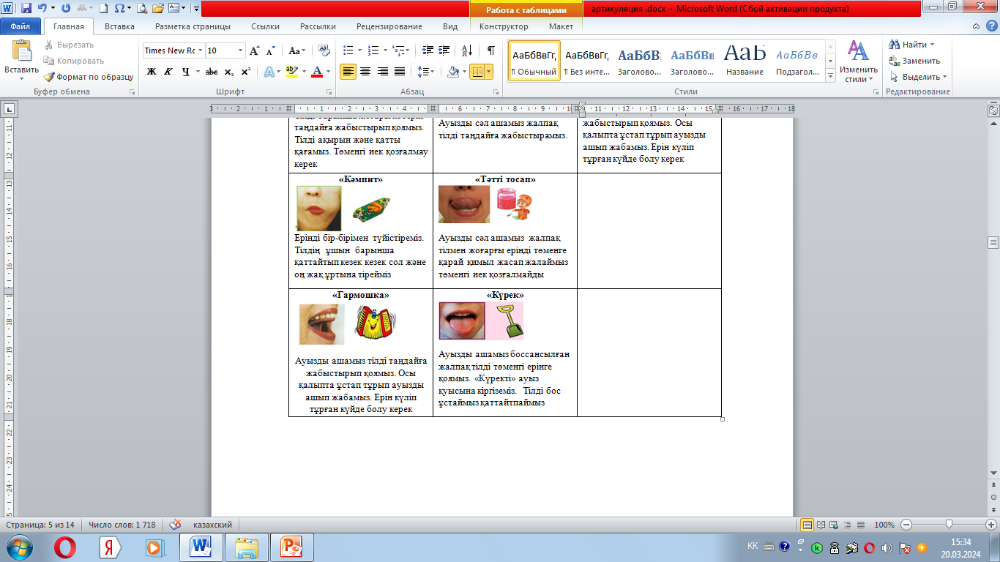 Работа с таблицами
артикуляция .docx - Microsoft Word (Сбой активации продукта)
Файл
Главная
Вставка
Разметка страницы
Ссылки
Рассылки
Рецензирование
Вид
Конструктор
Макет
Вставить
Вырезать
Копировать
Формат по образцу
Буфер обмена
Times New Rc
10
Шрифт
Абзац
АаБбВвГг,
¶ Обычный
АаБбВвГг,
¶ Без инте...
АаБбВ
Заголово...
АаБбВв
Заголово...
АаБ
Название
АаБбВв.
Подзагол...
Стили
Изменить
стили
Найти
Заменить
Выделить
Редактирование
таңдайға жабыстырып қоямыз.
Тілді ақырын және қатты
қағамыз. Төменгі иек қозғалмау
керек
Ауызды сәл ашамыз жалпақ
тілді таңдайға жабыстырамыз.
жабыстырып қоямыз. Осы
қалыпта ұстап тұрып ауызды
ашып жабамыз. Ерін күліп
тұрған күйде болу керек
«Кәмпит»
Ерінді бір-бірімен түйістіреміз.
Тілдің ұшын барынша
қаттайтып кезек кезек сол және
оң жақ ұртына тірейміз
«Тәтті тосап»
Ауызды сәл ашамыз жалпақ
тілмен жоғарғы ерінді төменге
қарай қимыл жасап жалаймыз
төменгі иек қозғалмайды
«Гармошка»
Ауызды ашамыз тілді таңдайға
жабыстырып қоямыз. Осы
қалыпта ұстап тұрып ауызды
ашып жабамыз. Ерін күліп
тұрған күйде болу керек
«Күрек»
Ауызды ашамыз боссансылған
жалпақ тілді төменгі ерінге
қоямыз. «Күректі» ауыз
қуысына кіргіземіз. Тілді бос
ұстаймыз қаттайтпаймыз
Страница: 5 из 14
Число слов: 1 718
казахский
100%
KK
15:34
20.03.2024